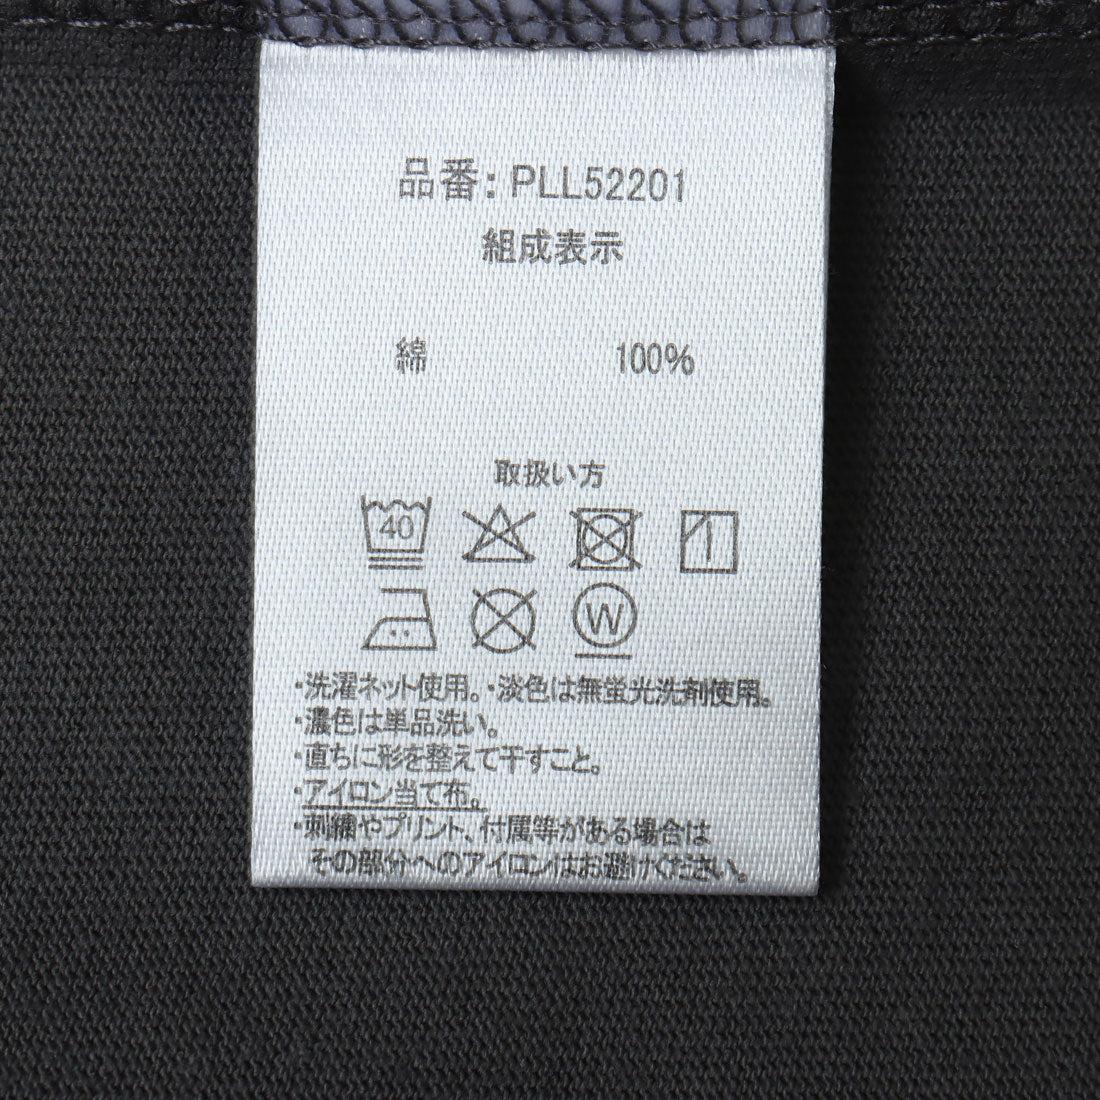 品番: PLL52201
組成表示
綿 100%
取扱い方
40
W
・洗濯ネット使用。・淡色は無蛍光洗剤使用。
・濃色は単品洗い。
・直ちに形を整えて干すこと。
・アイロン当て布。
・刺繍やプリント、付属等がある場合は
その部分へのアイロンはお避けください。